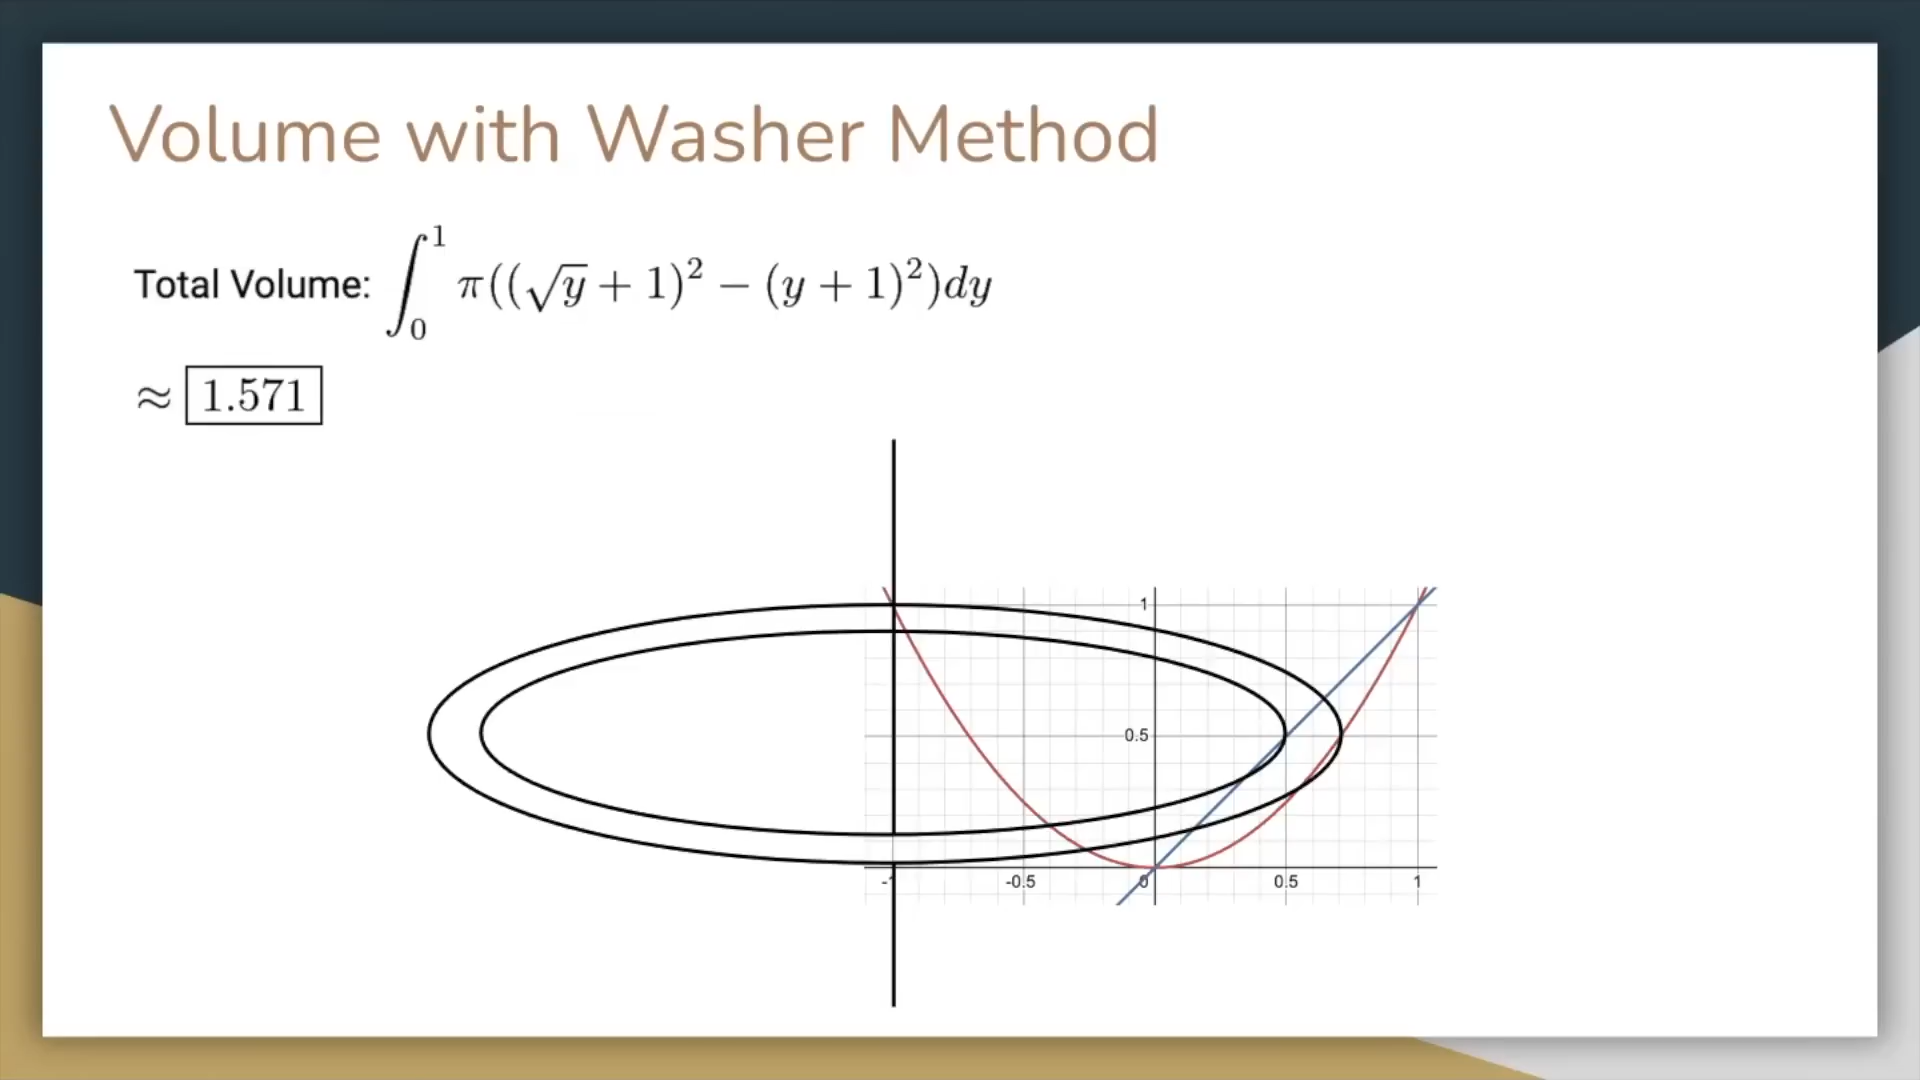 Volume with Washer Method
Total Volume: ∫₀¹ π((√y + 1)² − (y + 1)²)dy
≈ 1.571
1
0.5
-1 -0.5 0 0.5 1